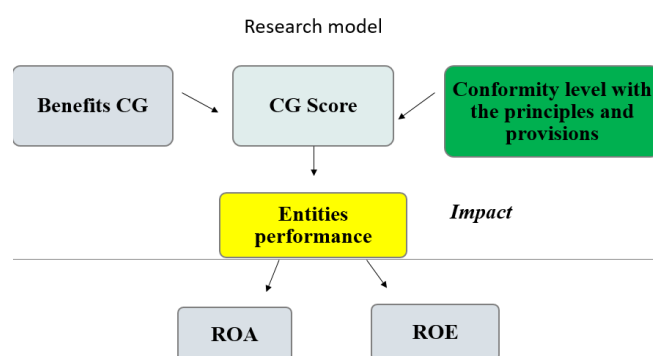 Research model
Benefits CG
CG Score
Conformity level with
the principles and
provisions
Entities
performance
Impact
ROA
ROE